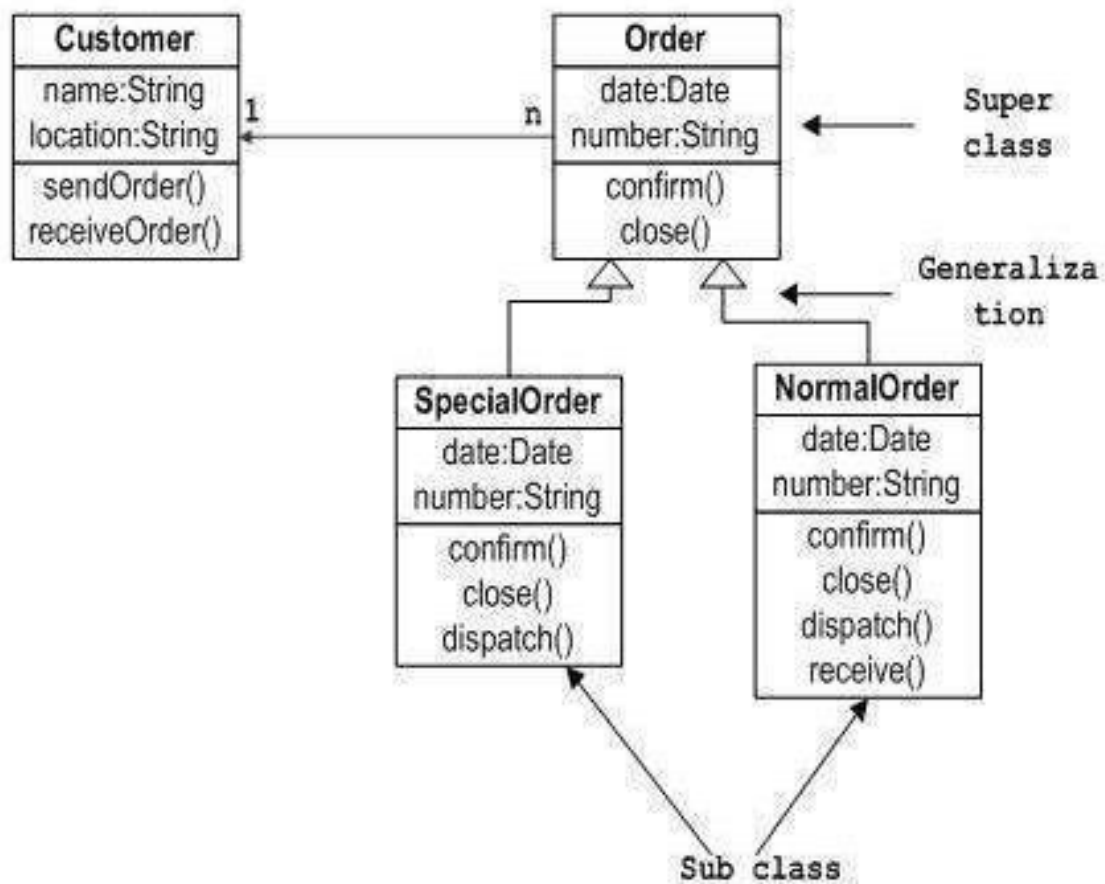 Customer
name:String
location:String
sendOrder()
receiveOrder()
1
n
Order
date:Date
number:String
confirm()
close()
Super
class
Generaliza
tion
SpecialOrder
date:Date
number:String
confirm()
close()
dispatch()
NormalOrder
date:Date
number:String
confirm()
close()
dispatch()
receive()
Sub class